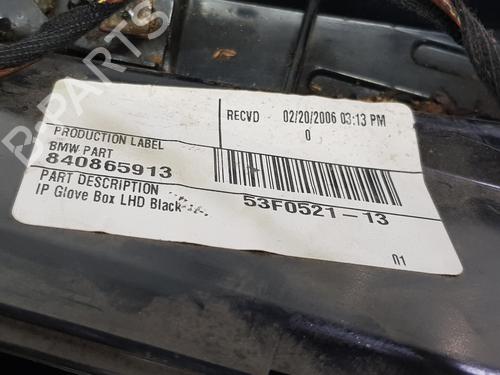 RECVD 02/20/2006 03:13 PM
0
PRODUCTION LABEL
BMW PART
840865913
PART DESCRIPTION
IP Glove Box LHD Black
53F0521-13
01
B-PARTS